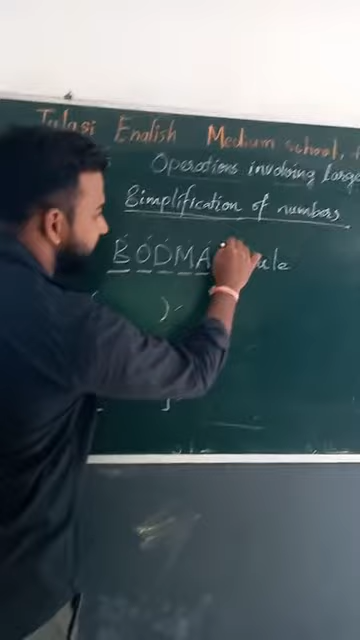 Tulasi English Medium school,
Operations involving large
Simplification of numbers
BODMA ule
) -
]